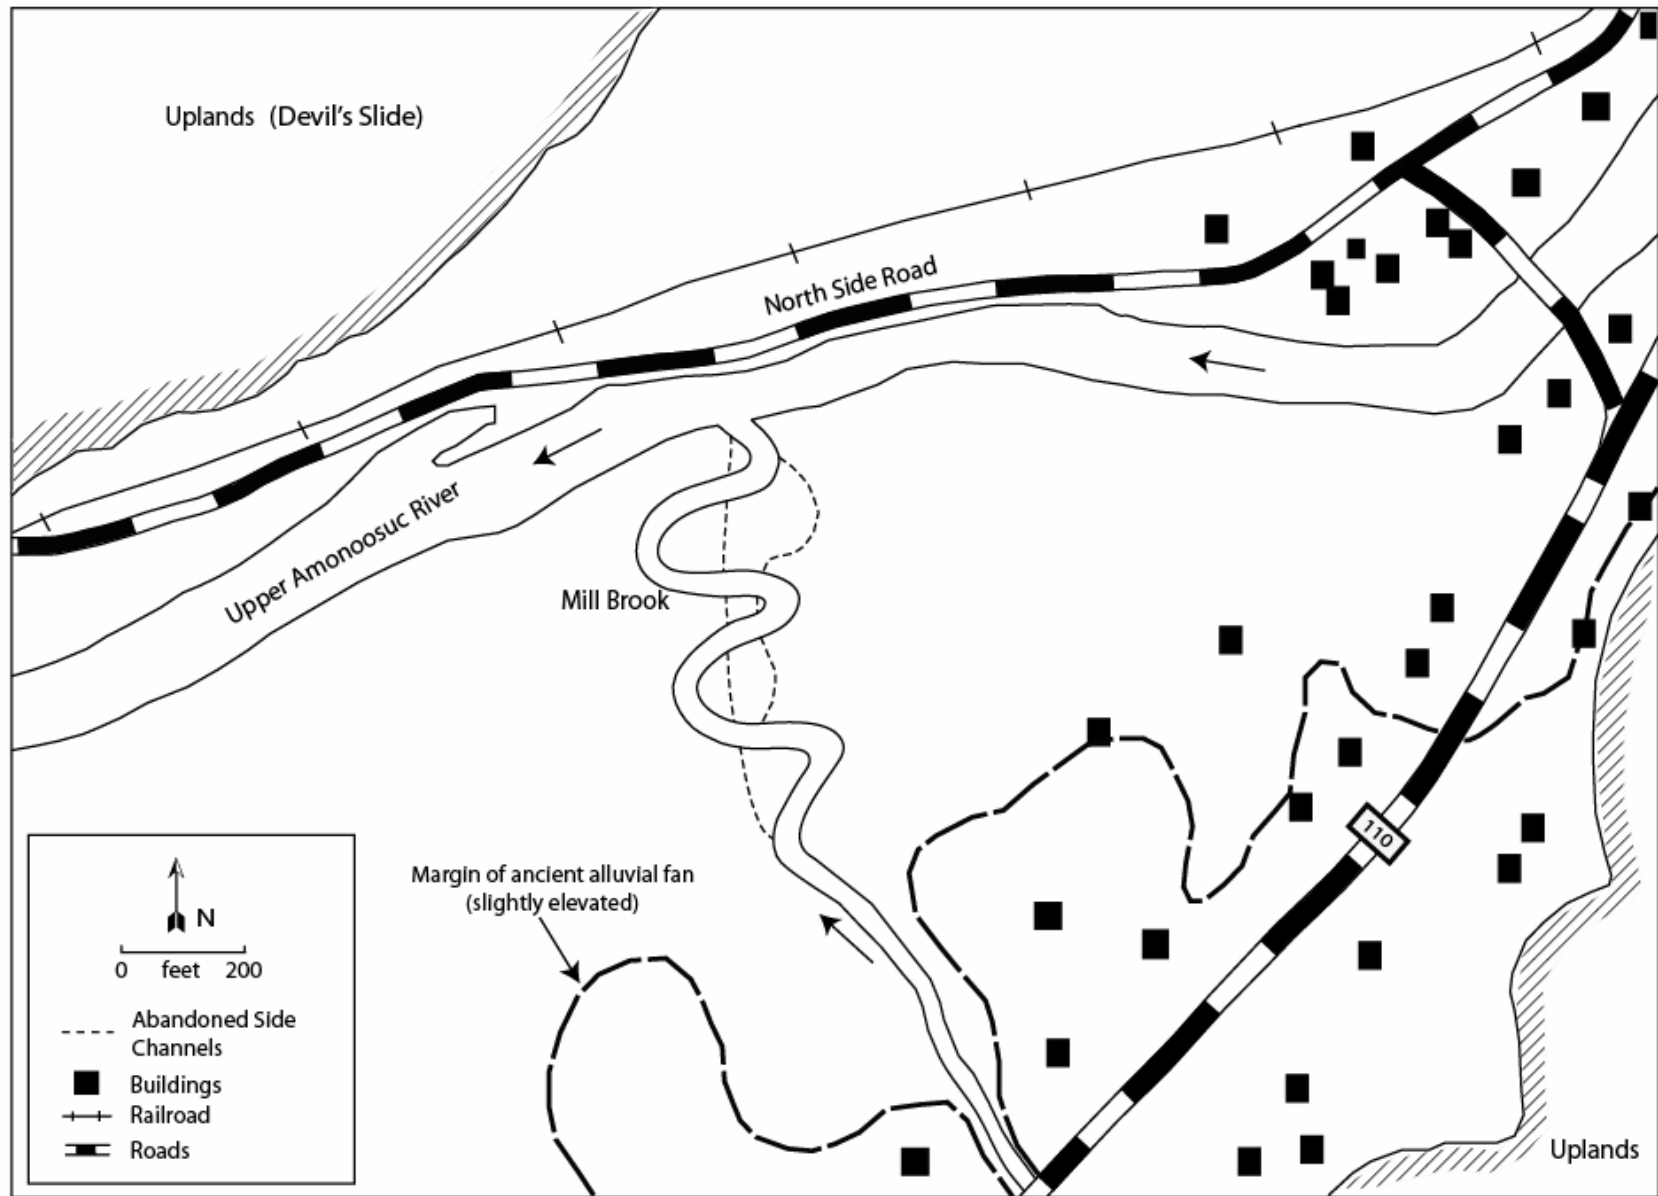 Uplands (Devil's Slide)
North Side Road
Upper Amonoosuc River
Mill Brook
110
Margin of ancient alluvial fan
(slightly elevated)
N
0 feet 200
Abandoned Side
Channels
Buildings
Railroad
Roads
Uplands